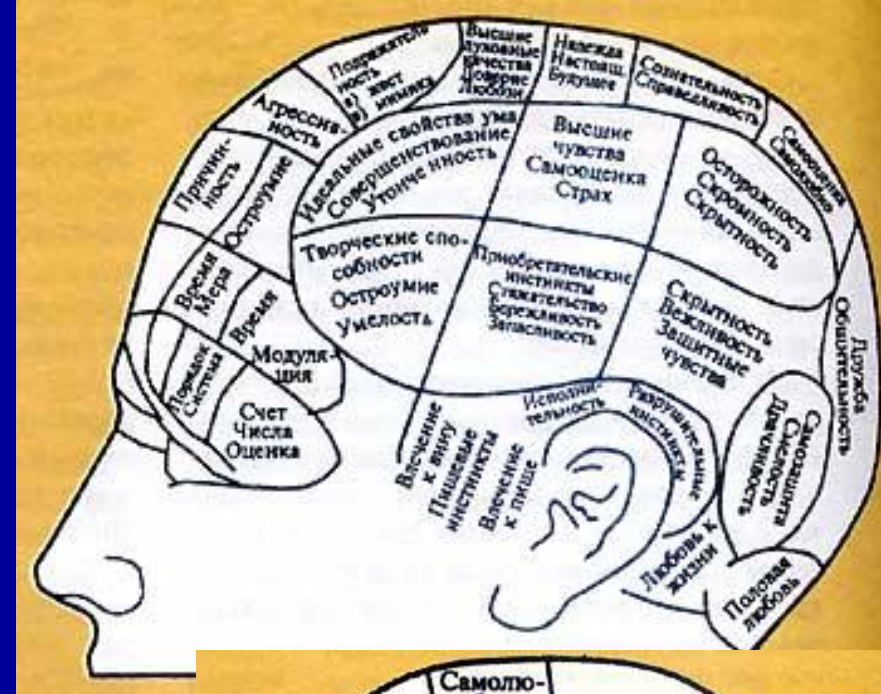 Подражатель
ность
а) жест
в) мимика
Высшие
духовные
качества
Доверие
Любовь
Надежда
Настоящ.
Будущее
Сознательность
Справедливость
Самооценка
Самолюбие
Агрессив-
ность
Причин-
ность
Остроумие
Идеальные свойства ума
Совершенствование
Утонченность
Высшие
чувства
Самооценка
Страх
Осторожность
Скромность
Скрытность
Время
Мера
Время
Творческие спо-
собности
Остроумие
Умелость
Приобретательские
инстинкты
Стяжательство
Бережливость
Запасливость
Скрытность
Вежливость
Защитные
чувства
Дружба
Общительность
Порядок
Система
Модуля-
ция
Счет
Числа
Оценка
Влечение
к вину
Пищевые
инстинкты
Влечение
к пище
Исполни-
тельность
Разрушительные
инстинкты
Самозащита
Смелость
Драчливость
Любовь к
жизни
Половая
любовь
Самолю-